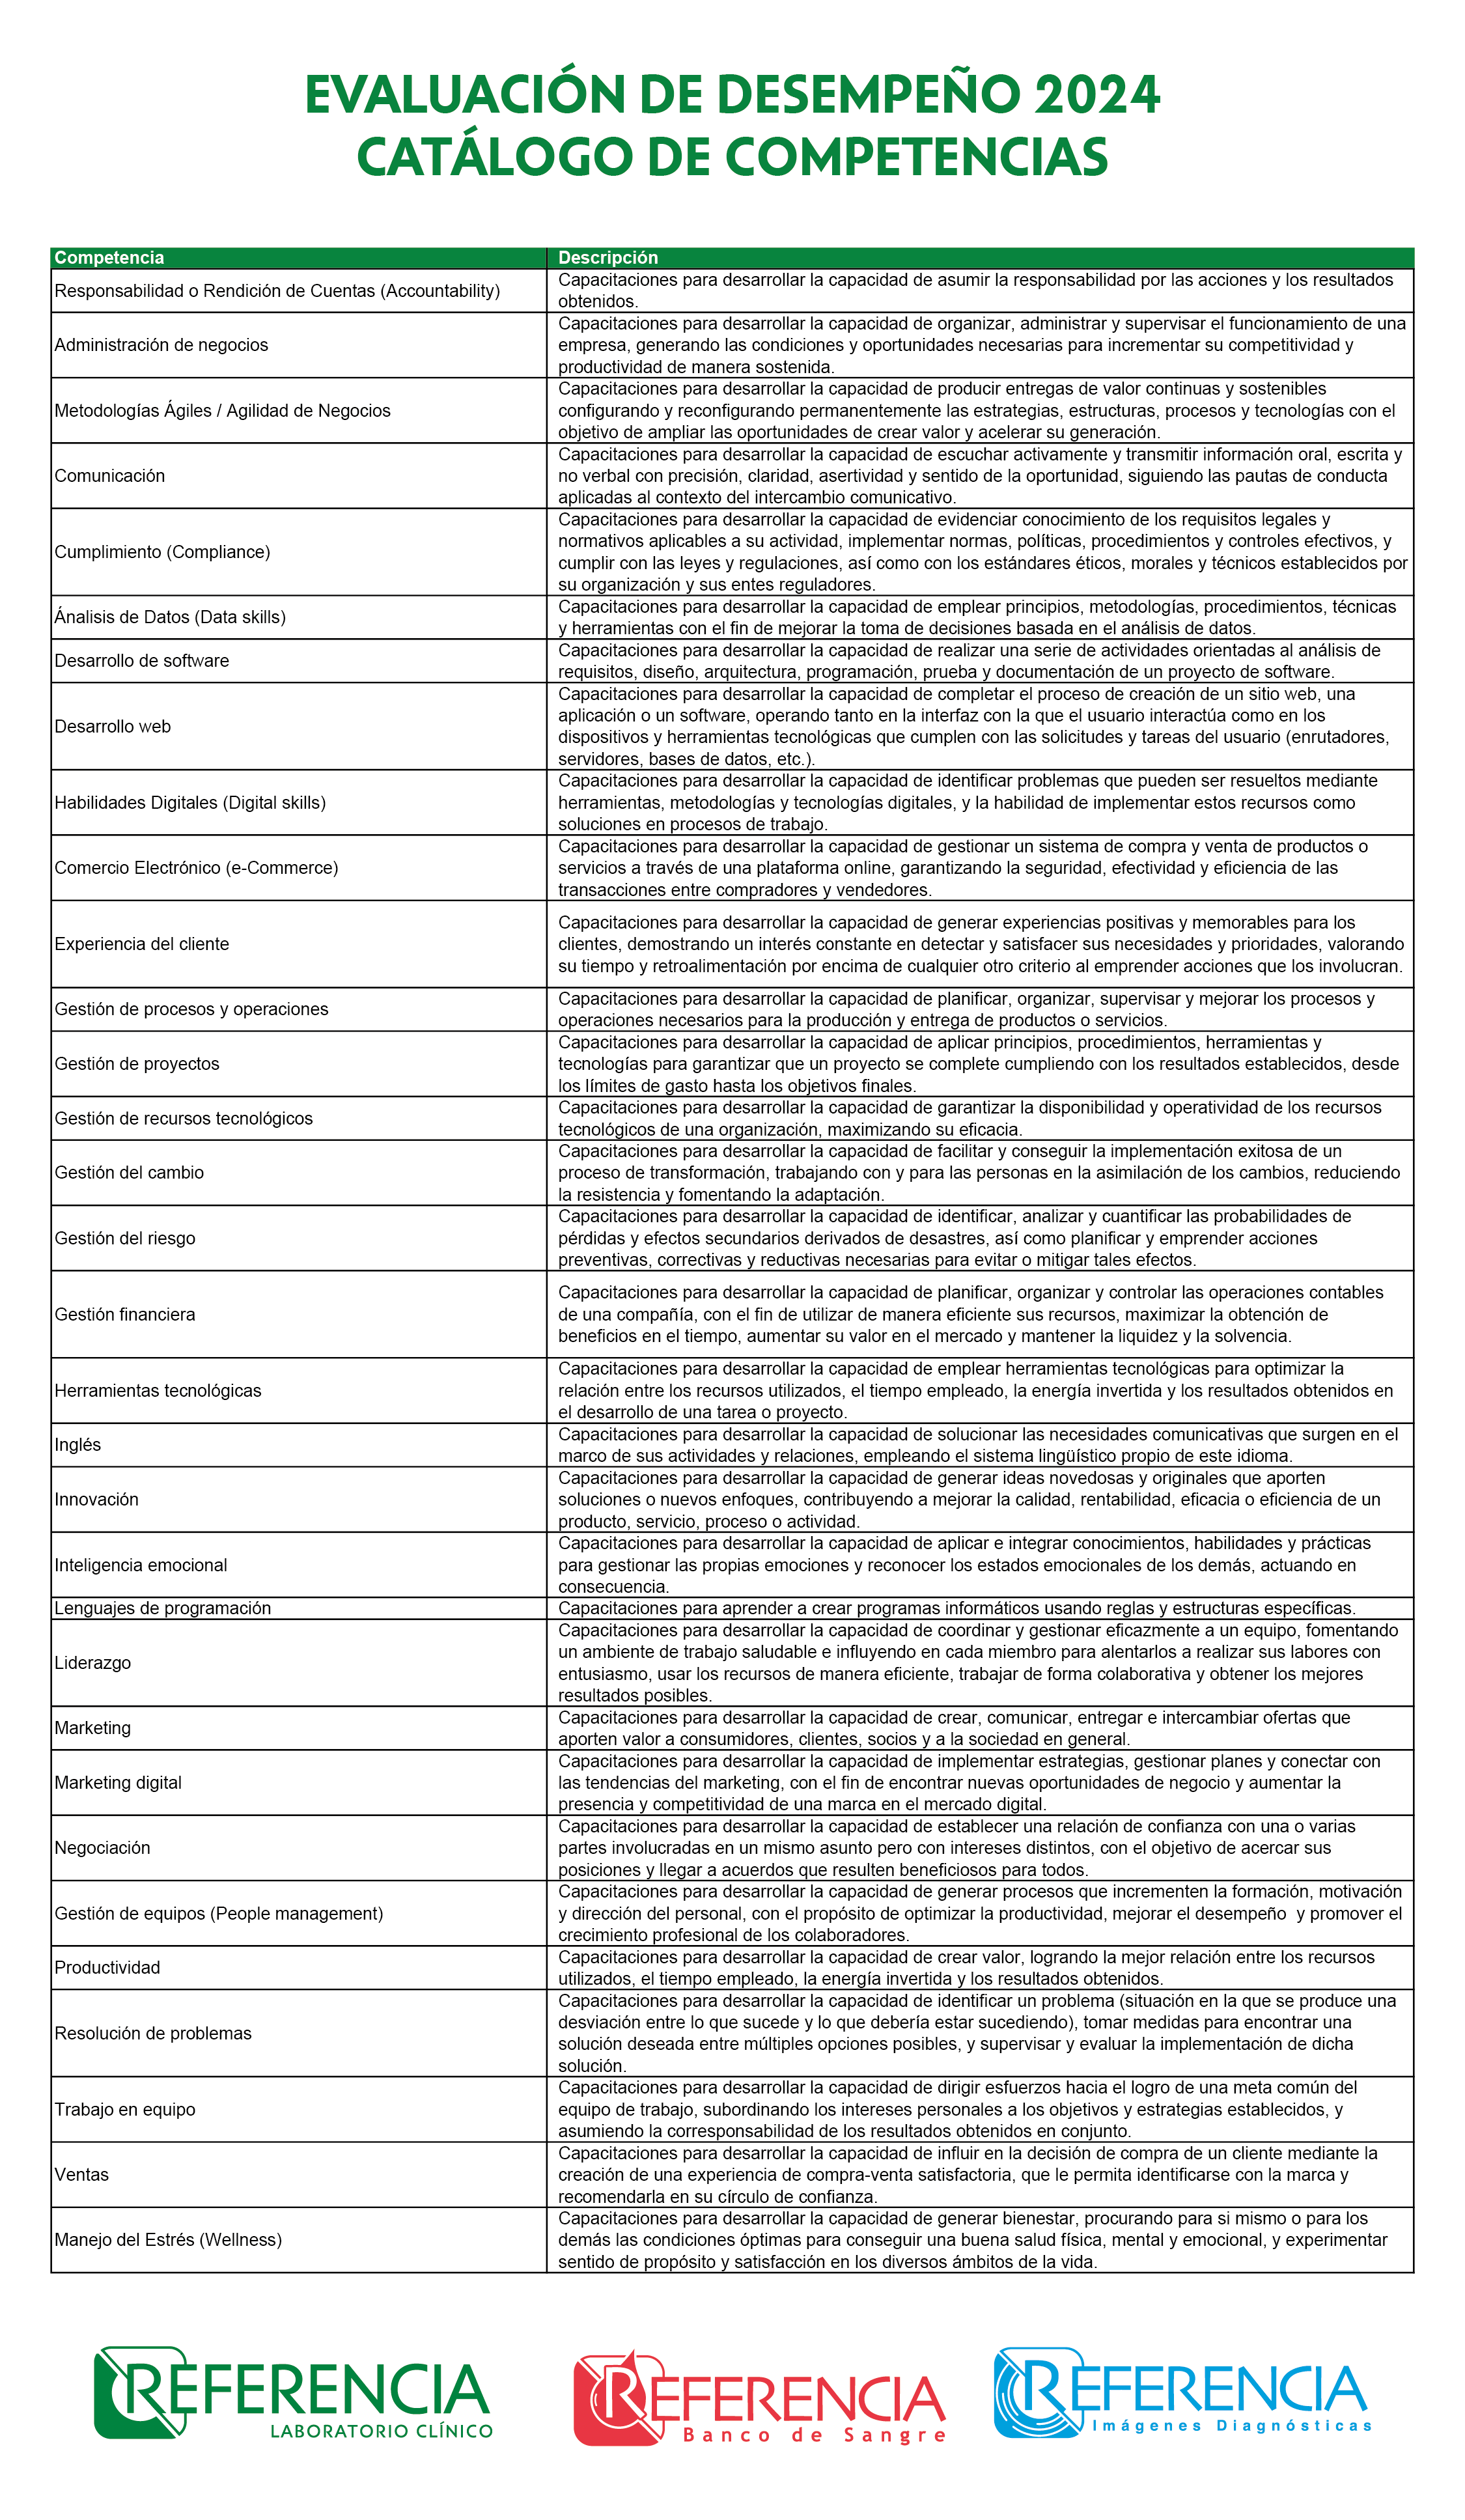 EVALUACIÓN DE DESEMPEÑO 2024
CATÁLOGO DE COMPETENCIAS
Competencia Descripción
Responsabilidad o Rendición de Cuentas (Accountability)
Capacitaciones para desarrollar la capacidad de asumir la responsabilidad por las acciones y los resultados
obtenidos.
Administración de negocios
Capacitaciones para desarrollar la capacidad de organizar, administrar y supervisar el funcionamiento de una
empresa, generando las condiciones y oportunidades necesarias para incrementar su competitividad y
productividad de manera sostenida.
Metodologías Ágiles / Agilidad de Negocios
Capacitaciones para desarrollar la capacidad de producir entregas de valor continuas y sostenibles
configurando y reconfigurando permanentemente las estrategias, estructuras, procesos y tecnologías con el
objetivo de ampliar las oportunidades de crear valor y acelerar su generación.
Comunicación
Capacitaciones para desarrollar la capacidad de escuchar activamente y transmitir información oral, escrita y
no verbal con precisión, claridad, asertividad y sentido de la oportunidad, siguiendo las pautas de conducta
aplicadas al contexto del intercambio comunicativo.
Cumplimiento (Compliance)
Capacitaciones para desarrollar la capacidad de evidenciar conocimiento de los requisitos legales y
normativos aplicables a su actividad, implementar normas, políticas, procedimientos y controles efectivos, y
cumplir con las leyes y regulaciones, así como con los estándares éticos, morales y técnicos establecidos por
su organización y sus entes reguladores.
Ánalisis de Datos (Data skills)
Capacitaciones para desarrollar la capacidad de emplear principios, metodologías, procedimientos, técnicas
y herramientas con el fin de mejorar la toma de decisiones basada en el análisis de datos.
Desarrollo de software
Capacitaciones para desarrollar la capacidad de realizar una serie de actividades orientadas al análisis de
requisitos, diseño, arquitectura, programación, prueba y documentación de un proyecto de software.
Desarrollo web
Capacitaciones para desarrollar la capacidad de completar el proceso de creación de un sitio web, una
aplicación o un software, operando tanto en la interfaz con la que el usuario interactúa como en los
dispositivos y herramientas tecnológicas que cumplen con las solicitudes y tareas del usuario (enrutadores,
servidores, bases de datos, etc.).
Habilidades Digitales (Digital skills)
Capacitaciones para desarrollar la capacidad de identificar problemas que pueden ser resueltos mediante
herramientas, metodologías y tecnologías digitales, y la habilidad de implementar estos recursos como
soluciones en procesos de trabajo.
Comercio Electrónico (e-Commerce)
Capacitaciones para desarrollar la capacidad de gestionar un sistema de compra y venta de productos o
servicios a través de una plataforma online, garantizando la seguridad, efectividad y eficiencia de las
transacciones entre compradores y vendedores.
Experiencia del cliente
Capacitaciones para desarrollar la capacidad de generar experiencias positivas y memorables para los
clientes, demostrando un interés constante en detectar y satisfacer sus necesidades y prioridades, valorando
su tiempo y retroalimentación por encima de cualquier otro criterio al emprender acciones que los involucran.
Gestión de procesos y operaciones
Capacitaciones para desarrollar la capacidad de planificar, organizar, supervisar y mejorar los procesos y
operaciones necesarios para la producción y entrega de productos o servicios.
Gestión de proyectos
Capacitaciones para desarrollar la capacidad de aplicar principios, procedimientos, herramientas y
tecnologías para garantizar que un proyecto se complete cumpliendo con los resultados establecidos, desde
los límites de gasto hasta los objetivos finales.
Gestión de recursos tecnológicos
Capacitaciones para desarrollar la capacidad de garantizar la disponibilidad y operatividad de los recursos
tecnológicos de una organización, maximizando su eficacia.
Gestión del cambio
Capacitaciones para desarrollar la capacidad de facilitar y conseguir la implementación exitosa de un
proceso de transformación, trabajando con y para las personas en la asimilación de los cambios, reduciendo
la resistencia y fomentando la adaptación.
Gestión del riesgo
Capacitaciones para desarrollar la capacidad de identificar, analizar y cuantificar las probabilidades de
pérdidas y efectos secundarios derivados de desastres, así como planificar y emprender acciones
preventivas, correctivas y reductivas necesarias para evitar o mitigar tales efectos.
Gestión financiera
Capacitaciones para desarrollar la capacidad de planificar, organizar y controlar las operaciones contables
de una compañía, con el fin de utilizar de manera eficiente sus recursos, maximizar la obtención de
beneficios en el tiempo, aumentar su valor en el mercado y mantener la liquidez y la solvencia.
Herramientas tecnológicas
Capacitaciones para desarrollar la capacidad de emplear herramientas tecnológicas para optimizar la
relación entre los recursos utilizados, el tiempo empleado, la energía invertida y los resultados obtenidos en
el desarrollo de una tarea o proyecto.
Inglés
Capacitaciones para desarrollar la capacidad de solucionar las necesidades comunicativas que surgen en el
marco de sus actividades y relaciones, empleando el sistema lingüístico propio de este idioma.
Innovación
Capacitaciones para desarrollar la capacidad de generar ideas novedosas y originales que aporten
soluciones o nuevos enfoques, contribuyendo a mejorar la calidad, rentabilidad, eficacia o eficiencia de un
producto, servicio, proceso o actividad.
Inteligencia emocional
Capacitaciones para desarrollar la capacidad de aplicar e integrar conocimientos, habilidades y prácticas
para gestionar las propias emociones y reconocer los estados emocionales de los demás, actuando en
consecuencia.
Lenguajes de programación
Capacitaciones para aprender a crear programas informáticos usando reglas y estructuras específicas.
Liderazgo
Capacitaciones para desarrollar la capacidad de coordinar y gestionar eficazmente a un equipo, fomentando
un ambiente de trabajo saludable e influyendo en cada miembro para alentarlos a realizar sus labores con
entusiasmo, usar los recursos de manera eficiente, trabajar de forma colaborativa y obtener los mejores
resultados posibles.
Marketing
Capacitaciones para desarrollar la capacidad de crear, comunicar, entregar e intercambiar ofertas que
aporten valor a consumidores, clientes, socios y a la sociedad en general.
Marketing digital
Capacitaciones para desarrollar la capacidad de implementar estrategias, gestionar planes y conectar con
las tendencias del marketing, con el fin de encontrar nuevas oportunidades de negocio y aumentar la
presencia y competitividad de una marca en el mercado digital.
Negociación
Capacitaciones para desarrollar la capacidad de establecer una relación de confianza con una o varias
partes involucradas en un mismo asunto pero con intereses distintos, con el objetivo de acercar sus
posiciones y llegar a acuerdos que resulten beneficiosos para todos.
Gestión de equipos (People management)
Capacitaciones para desarrollar la capacidad de generar procesos que incrementen la formación, motivación
y dirección del personal, con el propósito de optimizar la productividad, mejorar el desempeño y promover el
crecimiento profesional de los colaboradores.
Productividad
Capacitaciones para desarrollar la capacidad de crear valor, logrando la mejor relación entre los recursos
utilizados, el tiempo empleado, la energía invertida y los resultados obtenidos.
Resolución de problemas
Capacitaciones para desarrollar la capacidad de identificar un problema (situación en la que se produce una
desviación entre lo que sucede y lo que debería estar sucediendo), tomar medidas para encontrar una
solución deseada entre múltiples opciones posibles, y supervisar y evaluar la implementación de dicha
solución.
Trabajo en equipo
Capacitaciones para desarrollar la capacidad de dirigir esfuerzos hacia el logro de una meta común del
equipo de trabajo, subordinando los intereses personales a los objetivos y estrategias establecidos, y
asumiendo la corresponsabilidad de los resultados obtenidos en conjunto.
Ventas
Capacitaciones para desarrollar la capacidad de influir en la decisión de compra de un cliente mediante la
creación de una experiencia de compra-venta satisfactoria, que le permita identificarse con la marca y
recomendarla en su círculo de confianza.
Manejo del Estrés (Wellness)
Capacitaciones para desarrollar la capacidad de generar bienestar, procurando para si mismo o para los
demás las condiciones óptimas para conseguir una buena salud física, mental y emocional, y experimentar
sentido de propósito y satisfacción en los diversos ámbitos de la vida.
REFERENCIA
LABORATORIO CLÍNICO
REFERENCIA
Banco de Sangre
REFERENCIA
Imágenes Diagnósticas